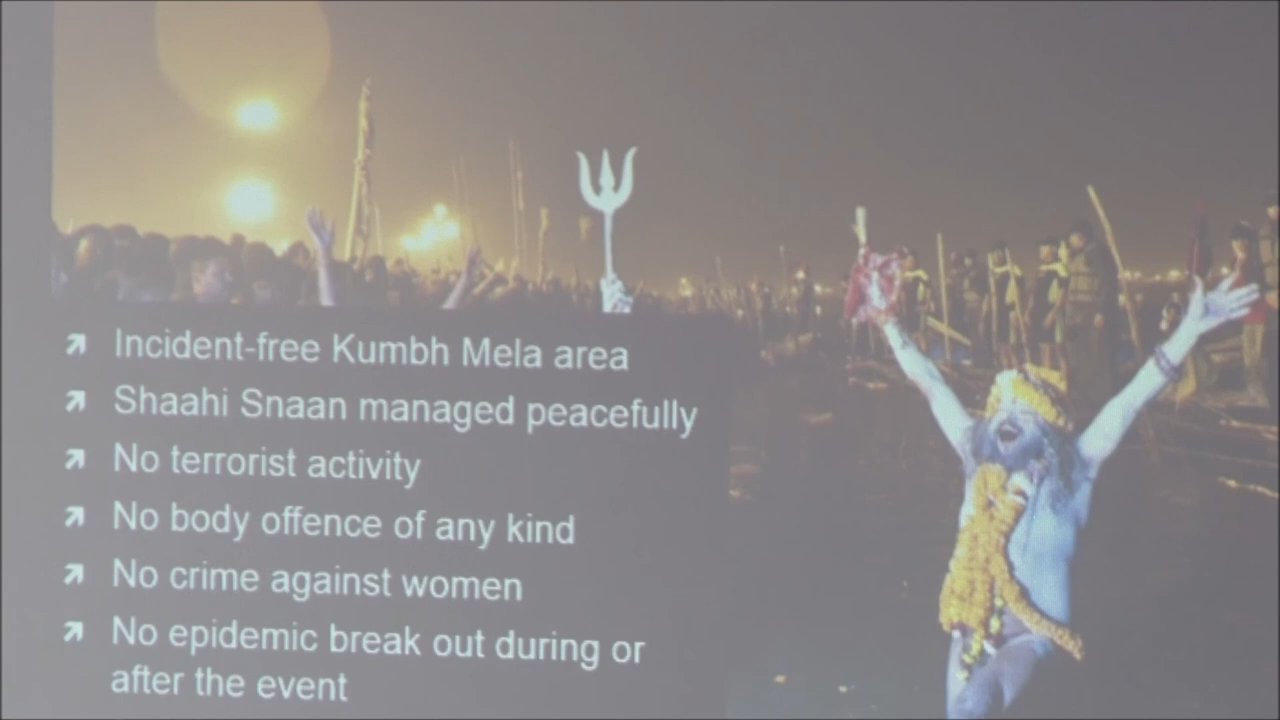 Incident-free Kumbh Mela area
Shaahi Snaan managed peacefully
No terrorist activity
No body offence of any kind
No crime against women
No epidemic break out during or
after the event